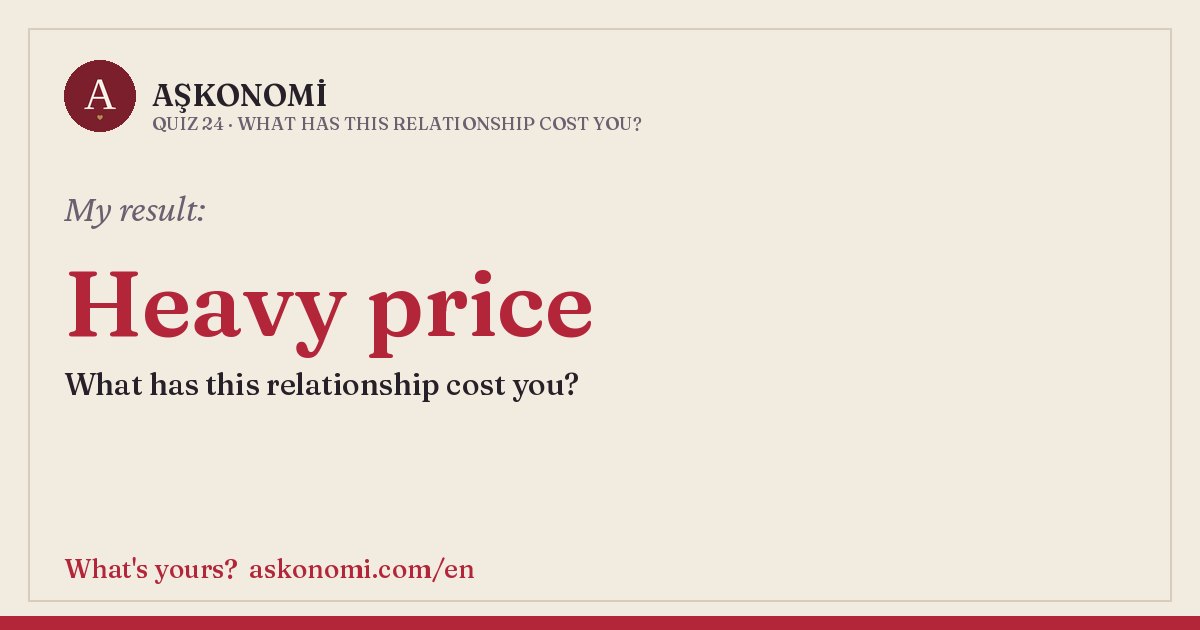 A
AŞKONOMİ
QUIZ 24 · WHAT HAS THIS RELATIONSHIP COST YOU?
My result:
Heavy price
What has this relationship cost you?
What's yours? askonomi.com/en